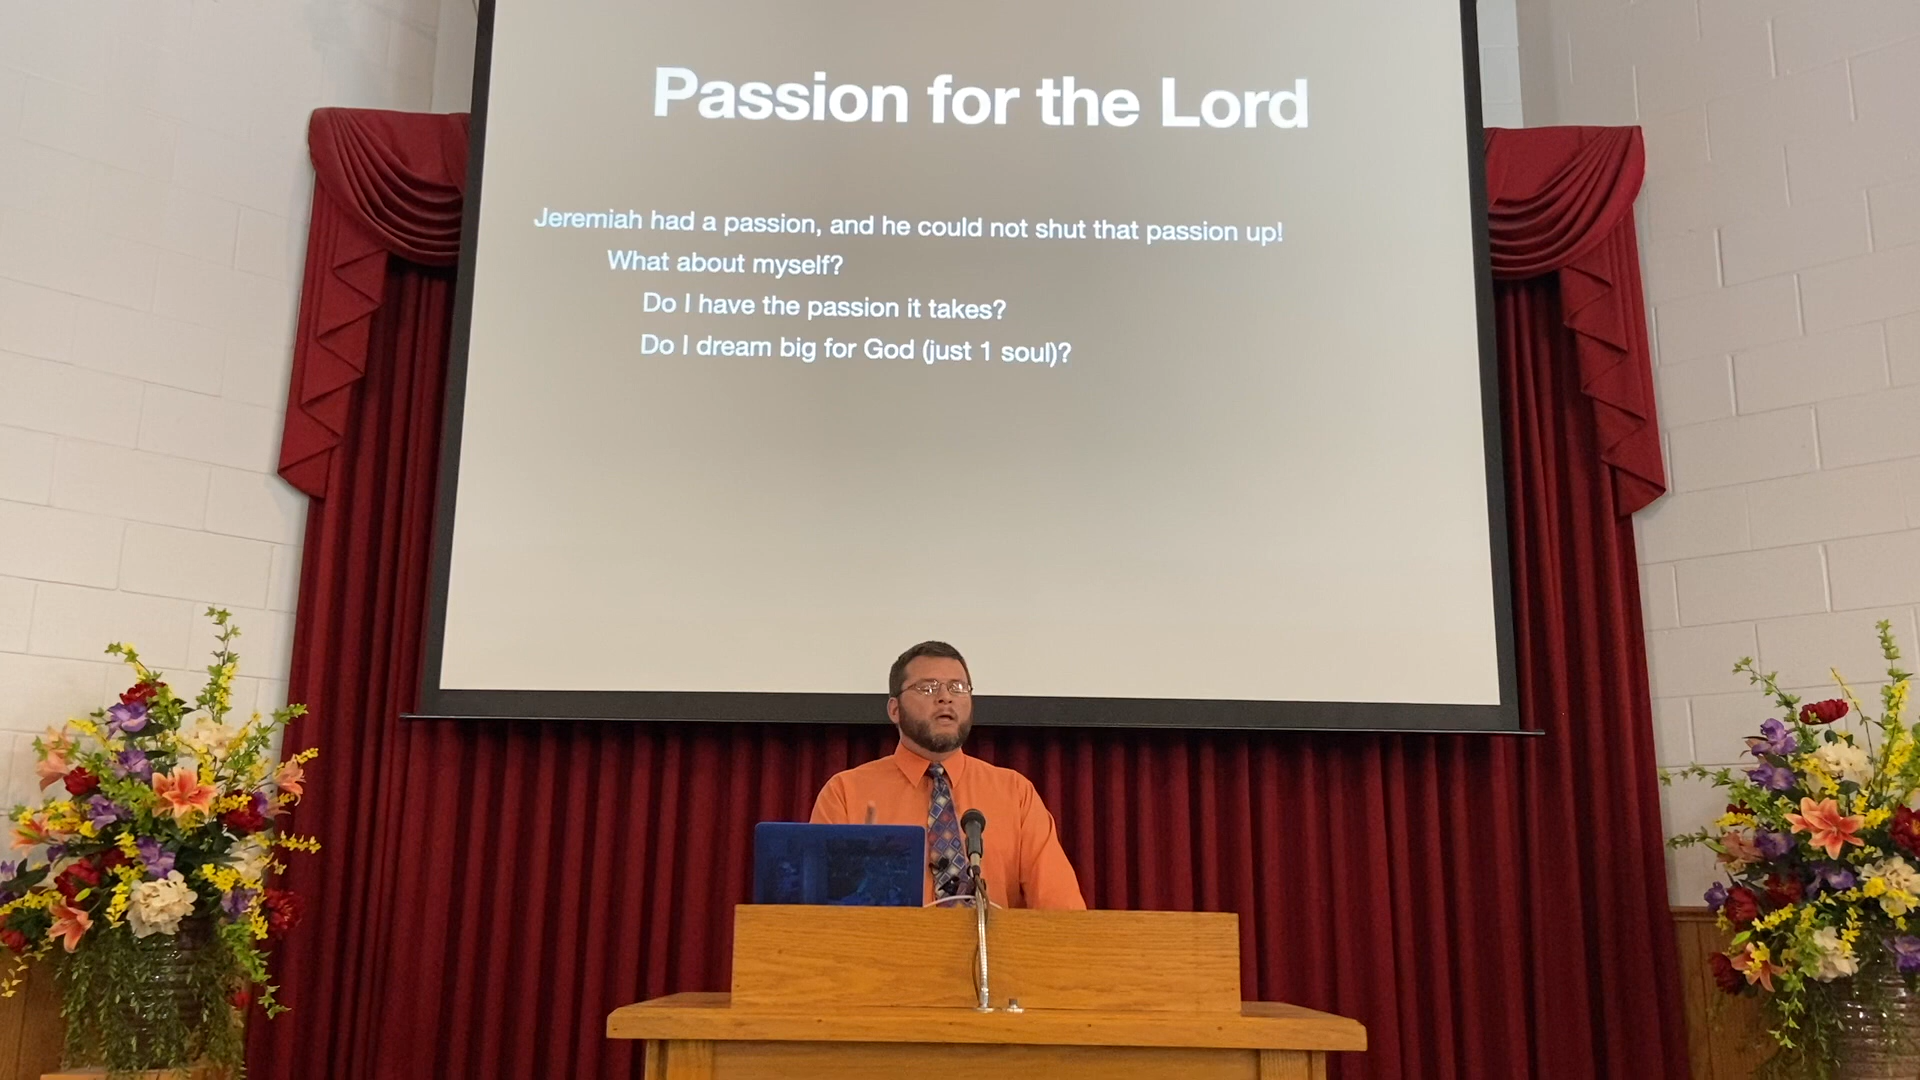 Passion for the Lord
Jeremiah had a passion, and he could not shut that passion up!
What about myself?
Do I have the passion it takes?
Do I dream big for God (just 1 soul)?